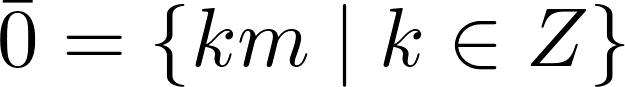 0̄ = {km | k ∈ Z}